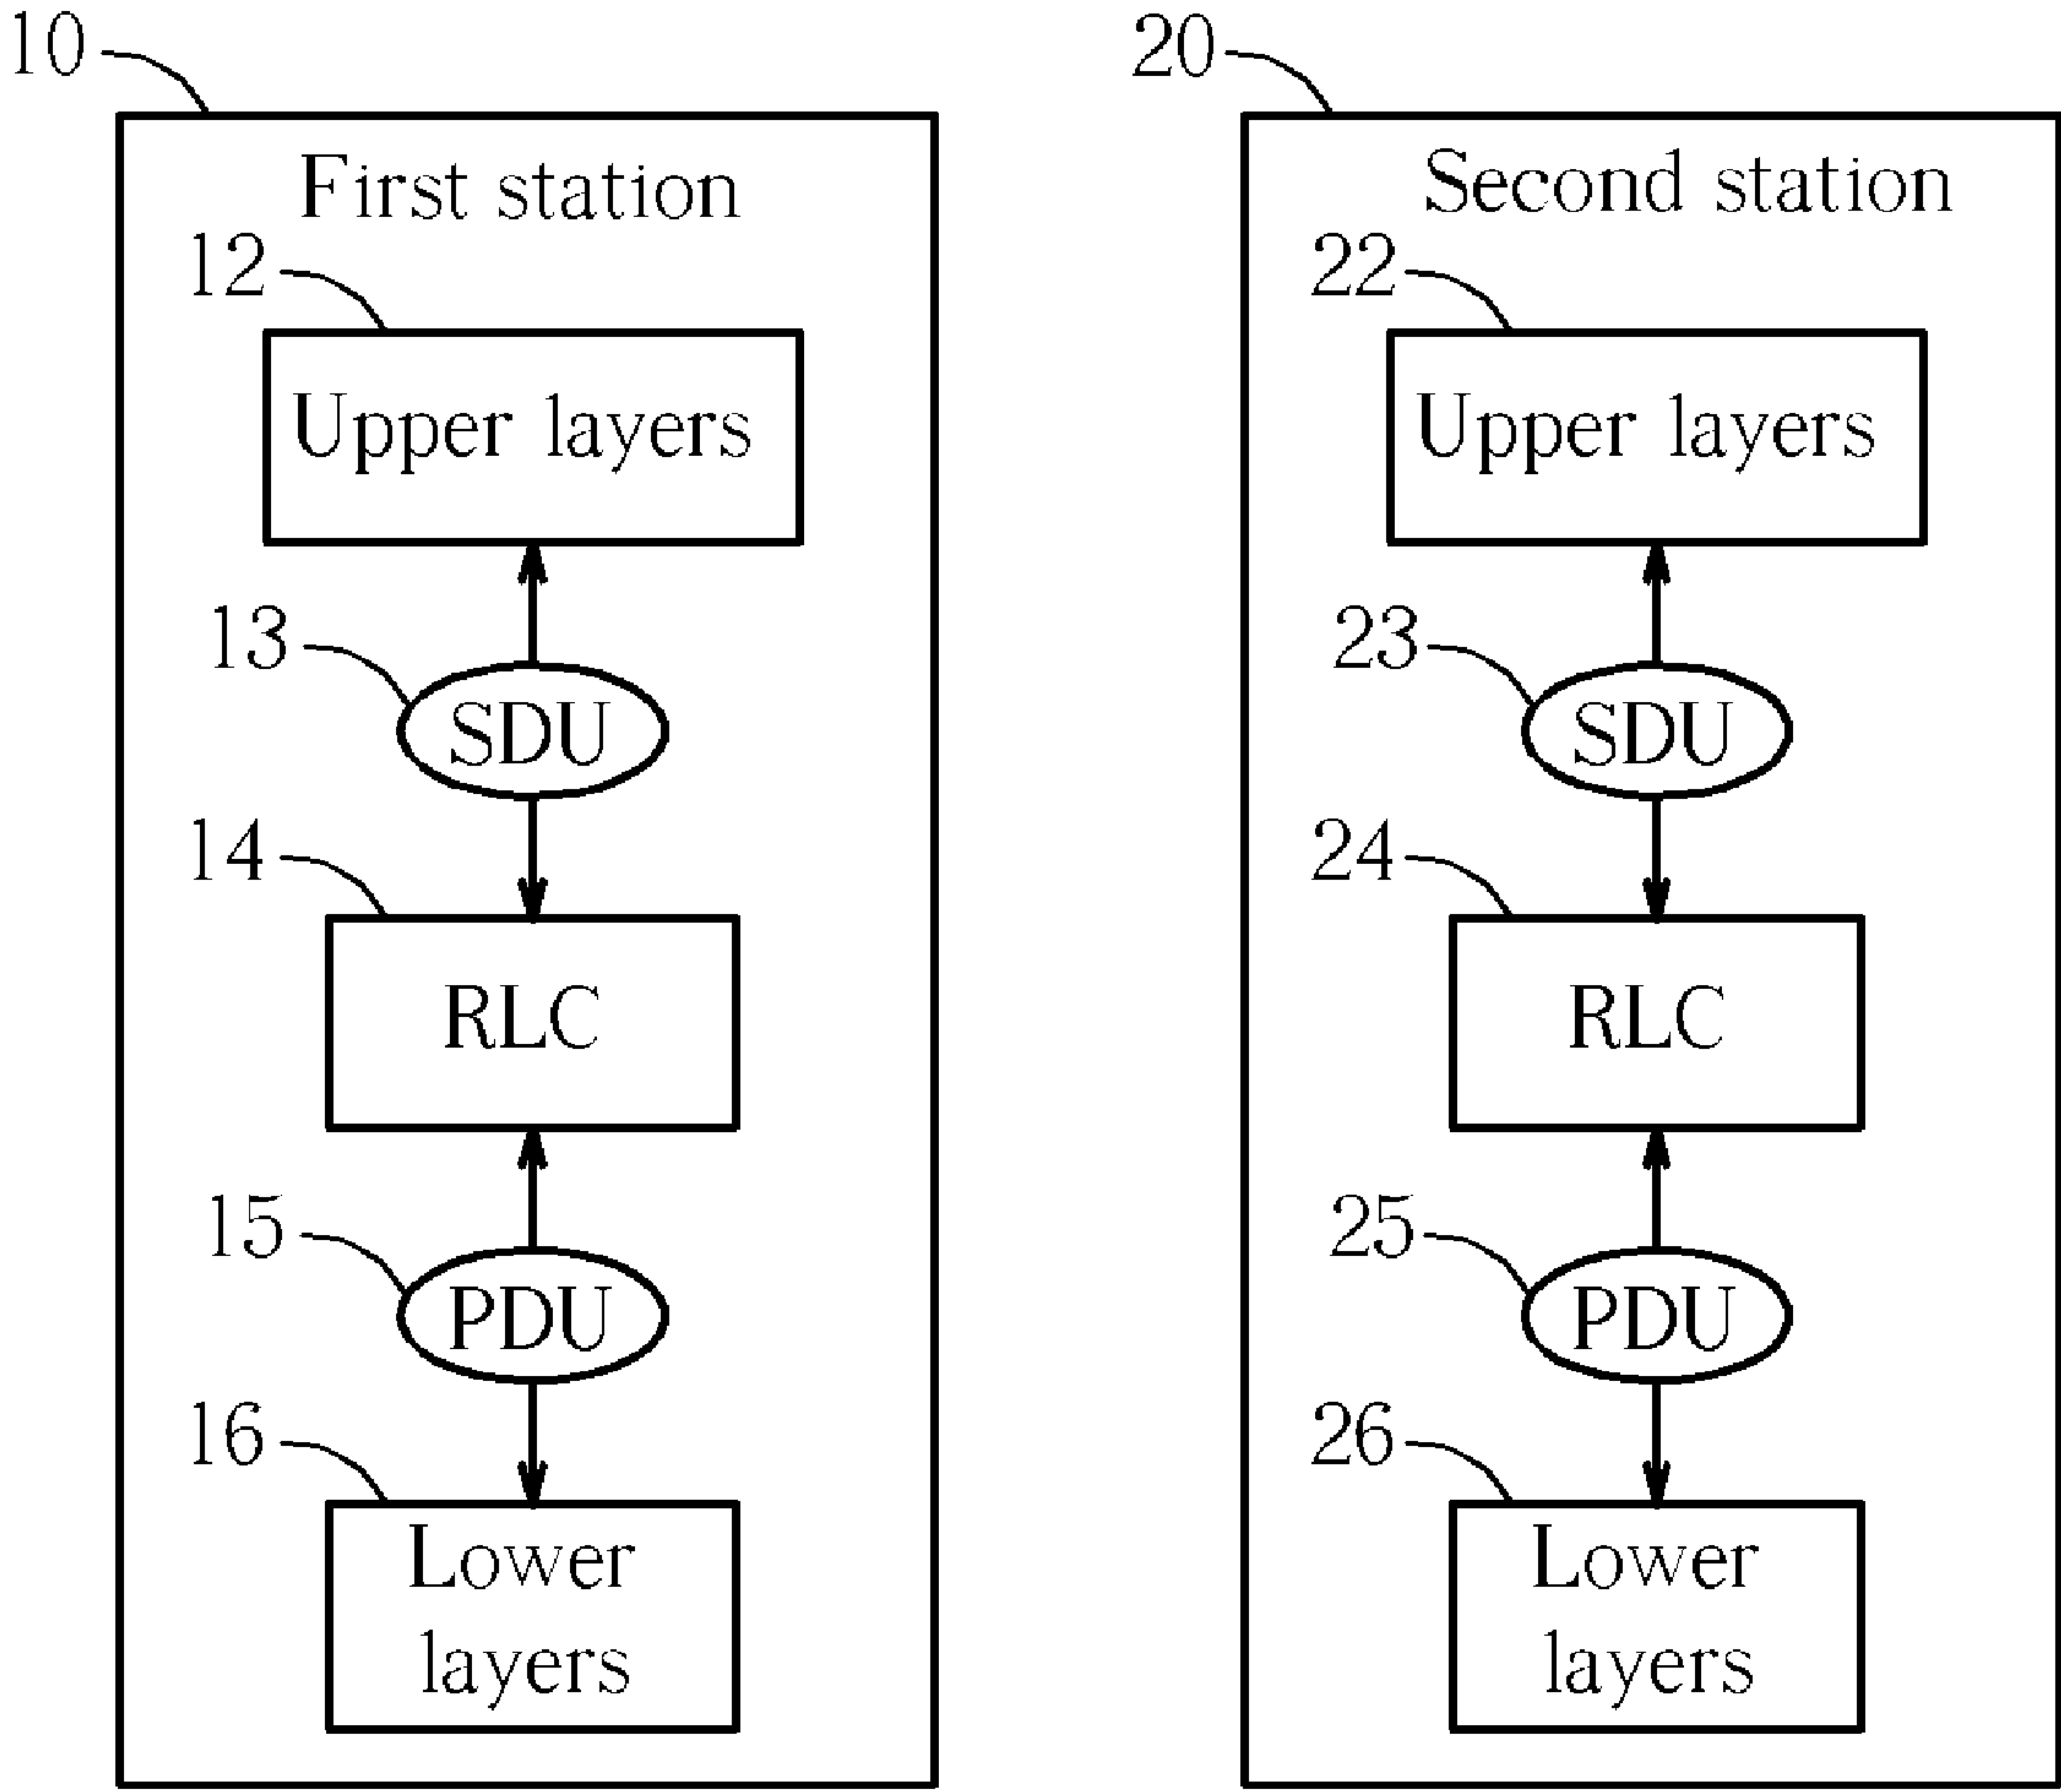 10
First station
12
Upper layers
13
SDU
14
RLC
15
PDU
16
Lower
layers
20
Second station
22
Upper layers
23
SDU
24
RLC
25
PDU
26
Lower
layers